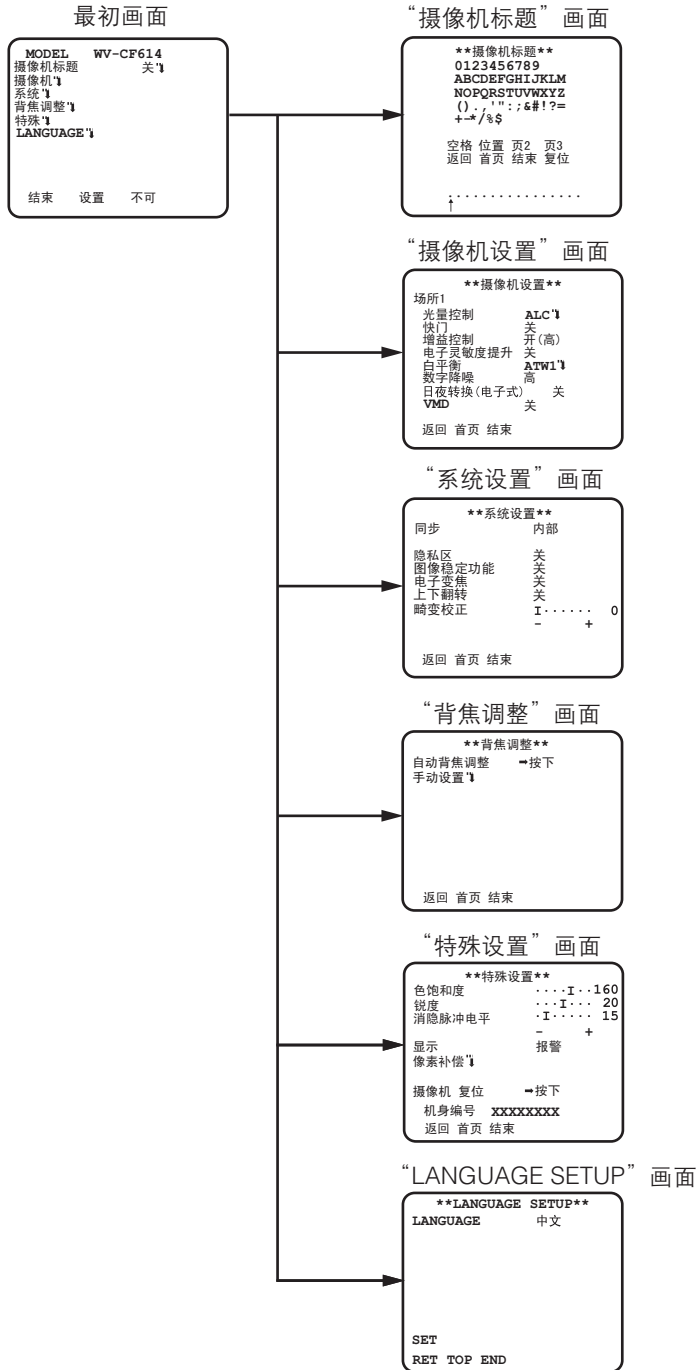 最初画面
MODEL WV-CF614
摄像机标题 关
摄像机
系统
背焦调整
特殊
LANGUAGE
结束 设置 不可
“摄像机标题”画面
**摄像机标题**
0123456789
ABCDEFGHIJKLM
NOPQRSTUVWXYZ
().,'":;&#!?=
+-*/%$
空格 位置 页2 页3
返回 首页 结束 复位
................
↑
“摄像机设置”画面
**摄像机设置**
场所1
光量控制 ALC
快门 关
增益控制 开(高)
电子灵敏度提升 关
白平衡 ATW1
数字降噪 高
日夜转换(电子式) 关
VMD 关
返回 首页 结束
“系统设置”画面
**系统设置**
同步 内部
隐私区 关
图像稳定功能 关
电子变焦 关
上下翻转 关
畸变校正 I······ 0
- +
返回 首页 结束
“背焦调整”画面
**背焦调整**
自动背焦调整 ➡按下
手动设置
返回 首页 结束
“特殊设置”画面
**特殊设置**
色饱和度 ····I··160
锐度 ···I··· 20
消隐脉冲电平 ·I····· 15
- +
显示 报警
像素补偿
摄像机 复位 ➡按下
机身编号 XXXXXXXX
返回 首页 结束
“LANGUAGE SETUP”画面
**LANGUAGE SETUP**
LANGUAGE 中文
SET
RET TOP END